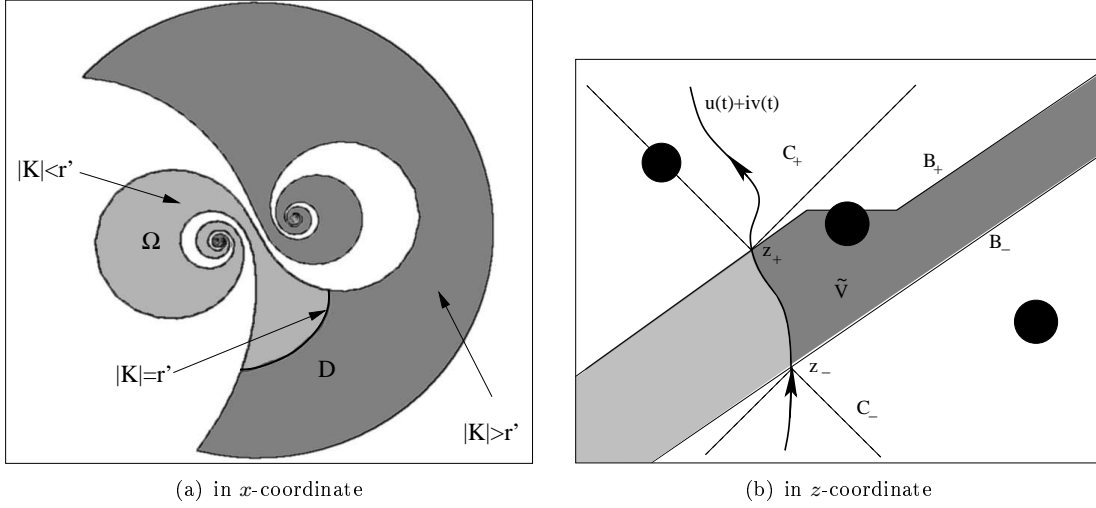 |K|<r'
Ω
|K|=r'
D
|K|>r'
(a) in x-coordinate
u(t)+iv(t)
C₊
B₊
z₊
B₋
Ṽ
z₋
C₋
(b) in z-coordinate